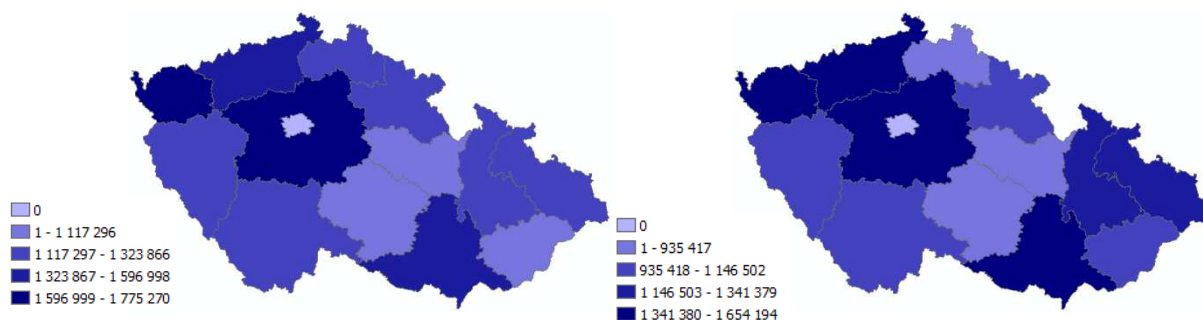 0
1 - 1 117 296
1 117 297 - 1 323 866
1 323 867 - 1 596 998
1 596 999 - 1 775 270
0
1 - 935 417
935 418 - 1 146 502
1 146 503 - 1 341 379
1 341 380 - 1 654 194